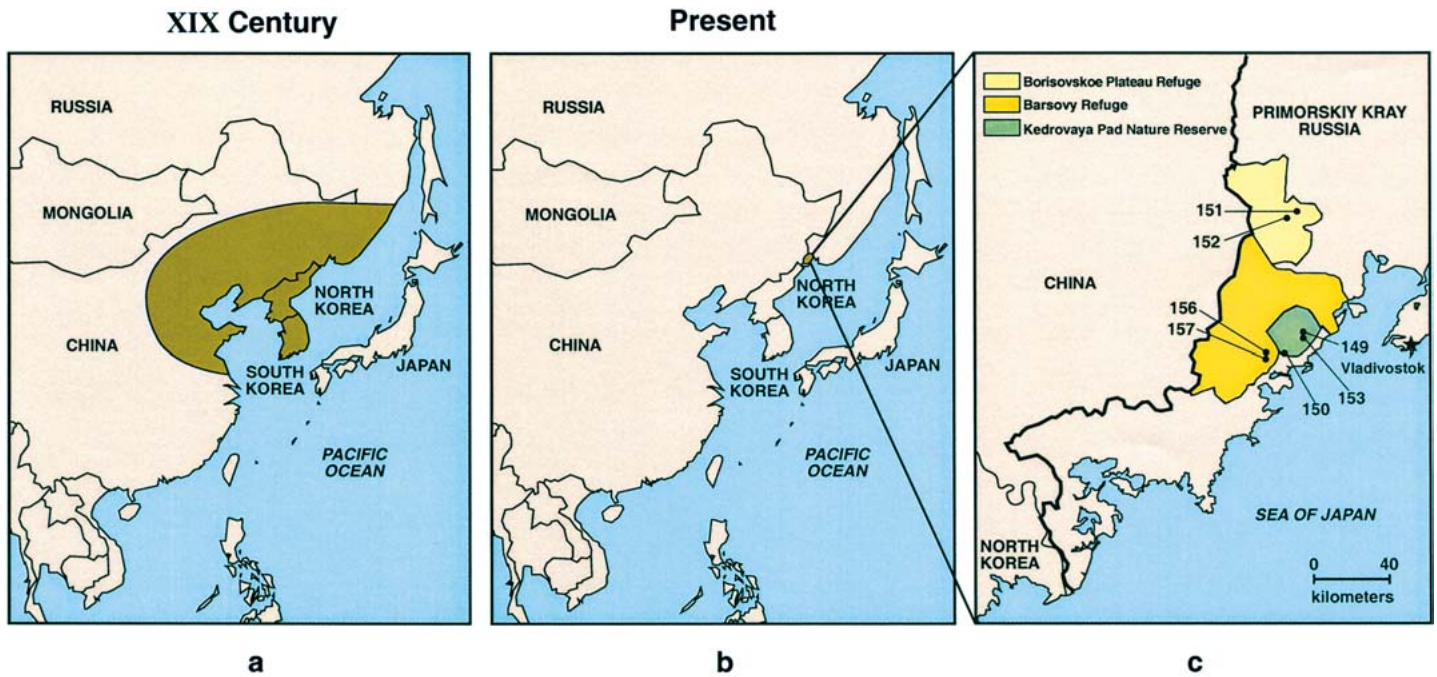 XIX Century
RUSSIA
MONGOLIA
CHINA
NORTH
KOREA
SOUTH
KOREA
JAPAN
PACIFIC
OCEAN
a
Present
RUSSIA
MONGOLIA
CHINA
NORTH
KOREA
SOUTH
KOREA
JAPAN
PACIFIC
OCEAN
b
Borisovskoe Plateau Refuge
Barsovy Refuge
Kedrovaya Pad Nature Reserve
PRIMORSKIY KRAY
RUSSIA
151
152
CHINA
156
157
149
Vladivostok
153
150
SEA OF JAPAN
NORTH
KOREA
0 40
kilometers
c